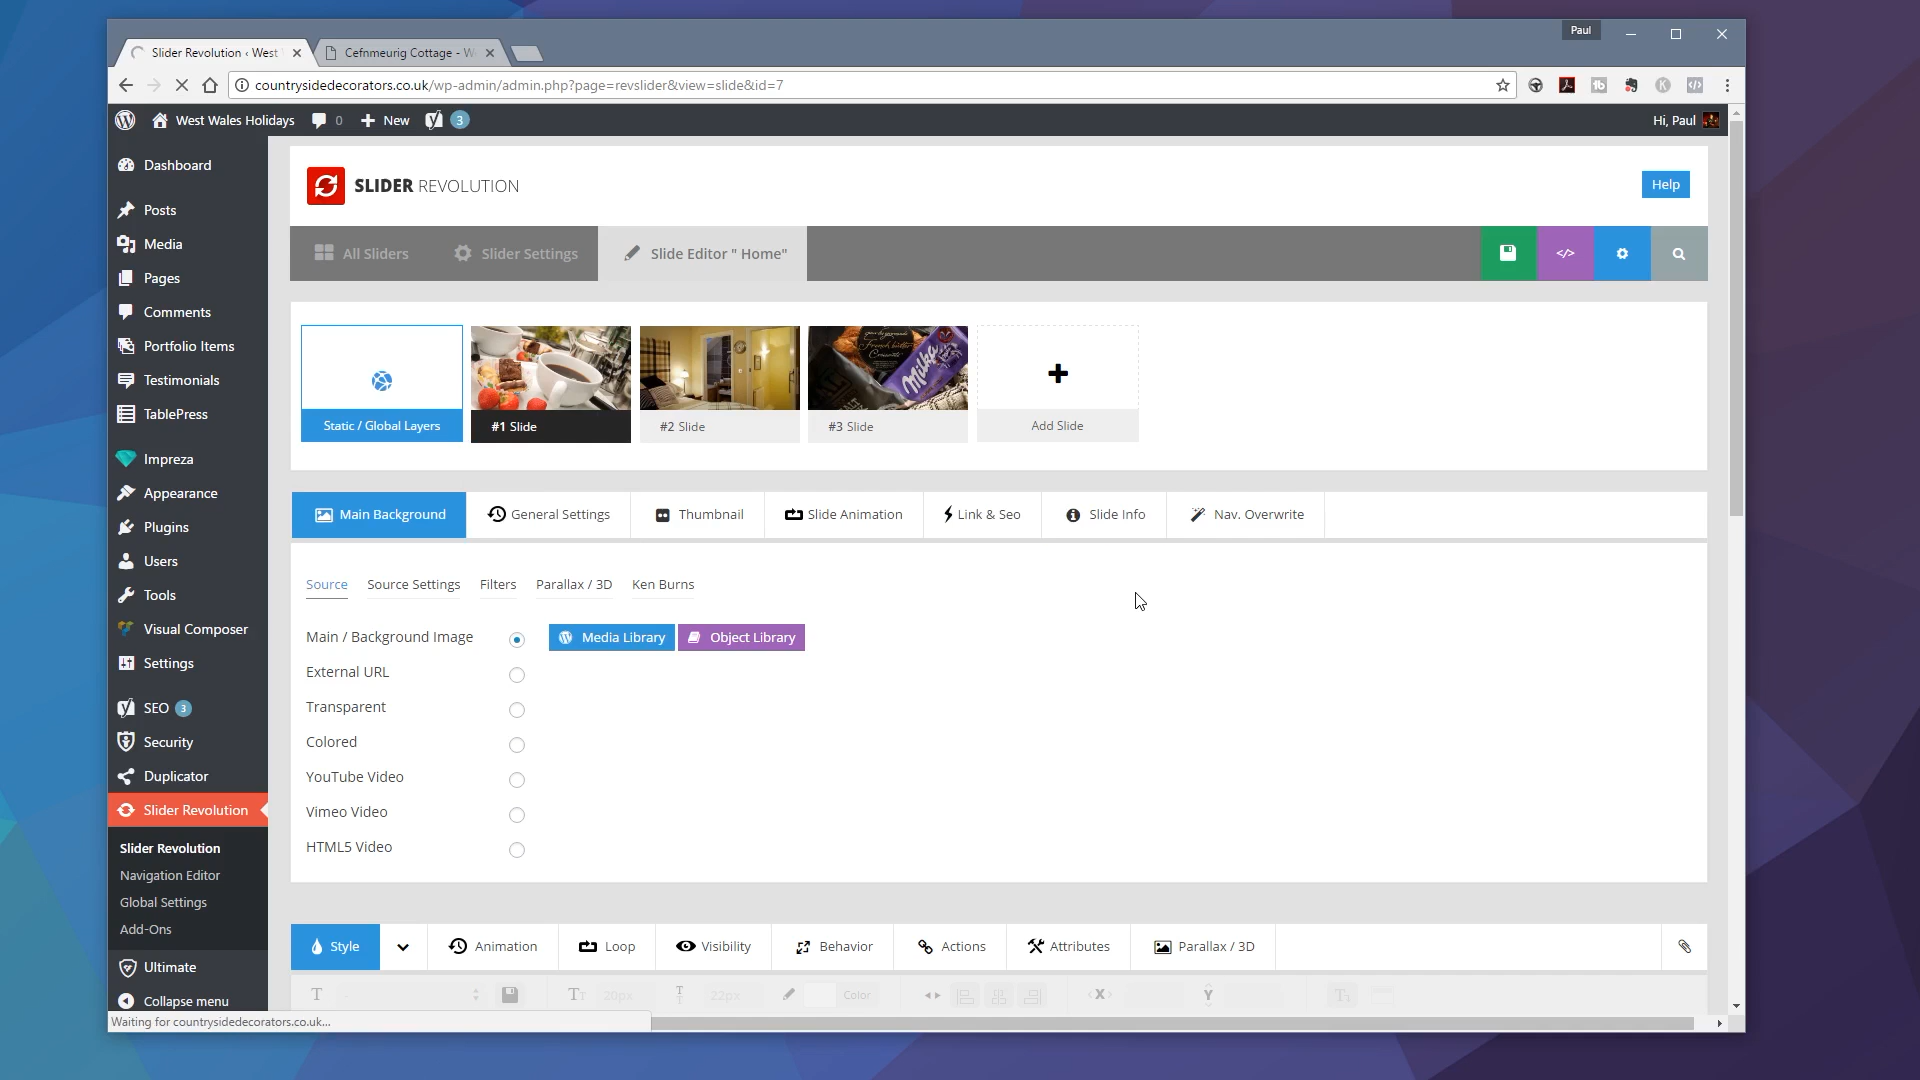 Paul
Slider Revolution ‹ West
Cefnmeurig Cottage - W
countrysidedecorators.co.uk/wp-admin/admin.php?page=revslider&view=slide&id=7
West Wales Holidays
0
New
3
Hi, Paul
Dashboard
Posts
Media
Pages
Comments
Portfolio Items
Testimonials
TablePress
Impreza
Appearance
Plugins
Users
Tools
Visual Composer
Settings
SEO 3
Security
Duplicator
Slider Revolution
Slider Revolution
Navigation Editor
Global Settings
Add-Ons
Ultimate
Collapse menu
SLIDER REVOLUTION
Help
All Sliders
Slider Settings
Slide Editor " Home"
</>
Milka
Static / Global Layers
#1 Slide
#2 Slide
#3 Slide
Add Slide
Main Background
General Settings
Thumbnail
Slide Animation
Link & Seo
Slide Info
Nav. Overwrite
Source
Source Settings
Filters
Parallax / 3D
Ken Burns
Main / Background Image
Media Library
Object Library
External URL
Transparent
Colored
YouTube Video
Vimeo Video
HTML5 Video
Style
Animation
Loop
Visibility
Behavior
Actions
Attributes
Parallax / 3D
20px
22px
Color
X
Y
Waiting for countrysidedecorators.co.uk...